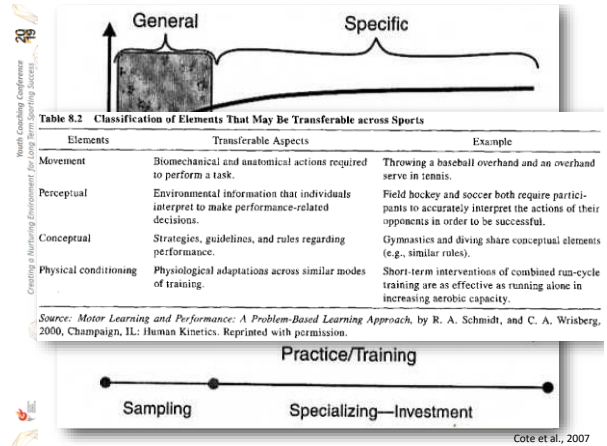 General
Specific
2019
Youth Coaching Conference
Creating a Nurturing Environment for Long Term Sporting Success
Table 8.2 Classification of Elements That May Be Transferable across Sports
Elements Transferable Aspects Example
Movement Biomechanical and anatomical actions required Throwing a baseball overhand and an overhand
to perform a task. serve in tennis.
Perceptual Environmental information that individuals Field hockey and soccer both require partici-
interpret to make performance-related pants to accurately interpret the actions of their
decisions. opponents in order to be successful.
Conceptual Strategies, guidelines, and rules regarding Gymnastics and diving share conceptual elements
performance. (e.g., similar rules).
Physical conditioning Physiological adaptations across similar modes Short-term interventions of combined run-cycle
of training. training are as effective as running alone in
increasing aerobic capacity.
Source: Motor Learning and Performance: A Problem-Based Learning Approach, by R. A. Schmidt, and C. A. Wrisberg,
2000, Champaign, IL: Human Kinetics. Reprinted with permission.
Practice/Training
Sampling
Specializing—Investment
Cote et al., 2007